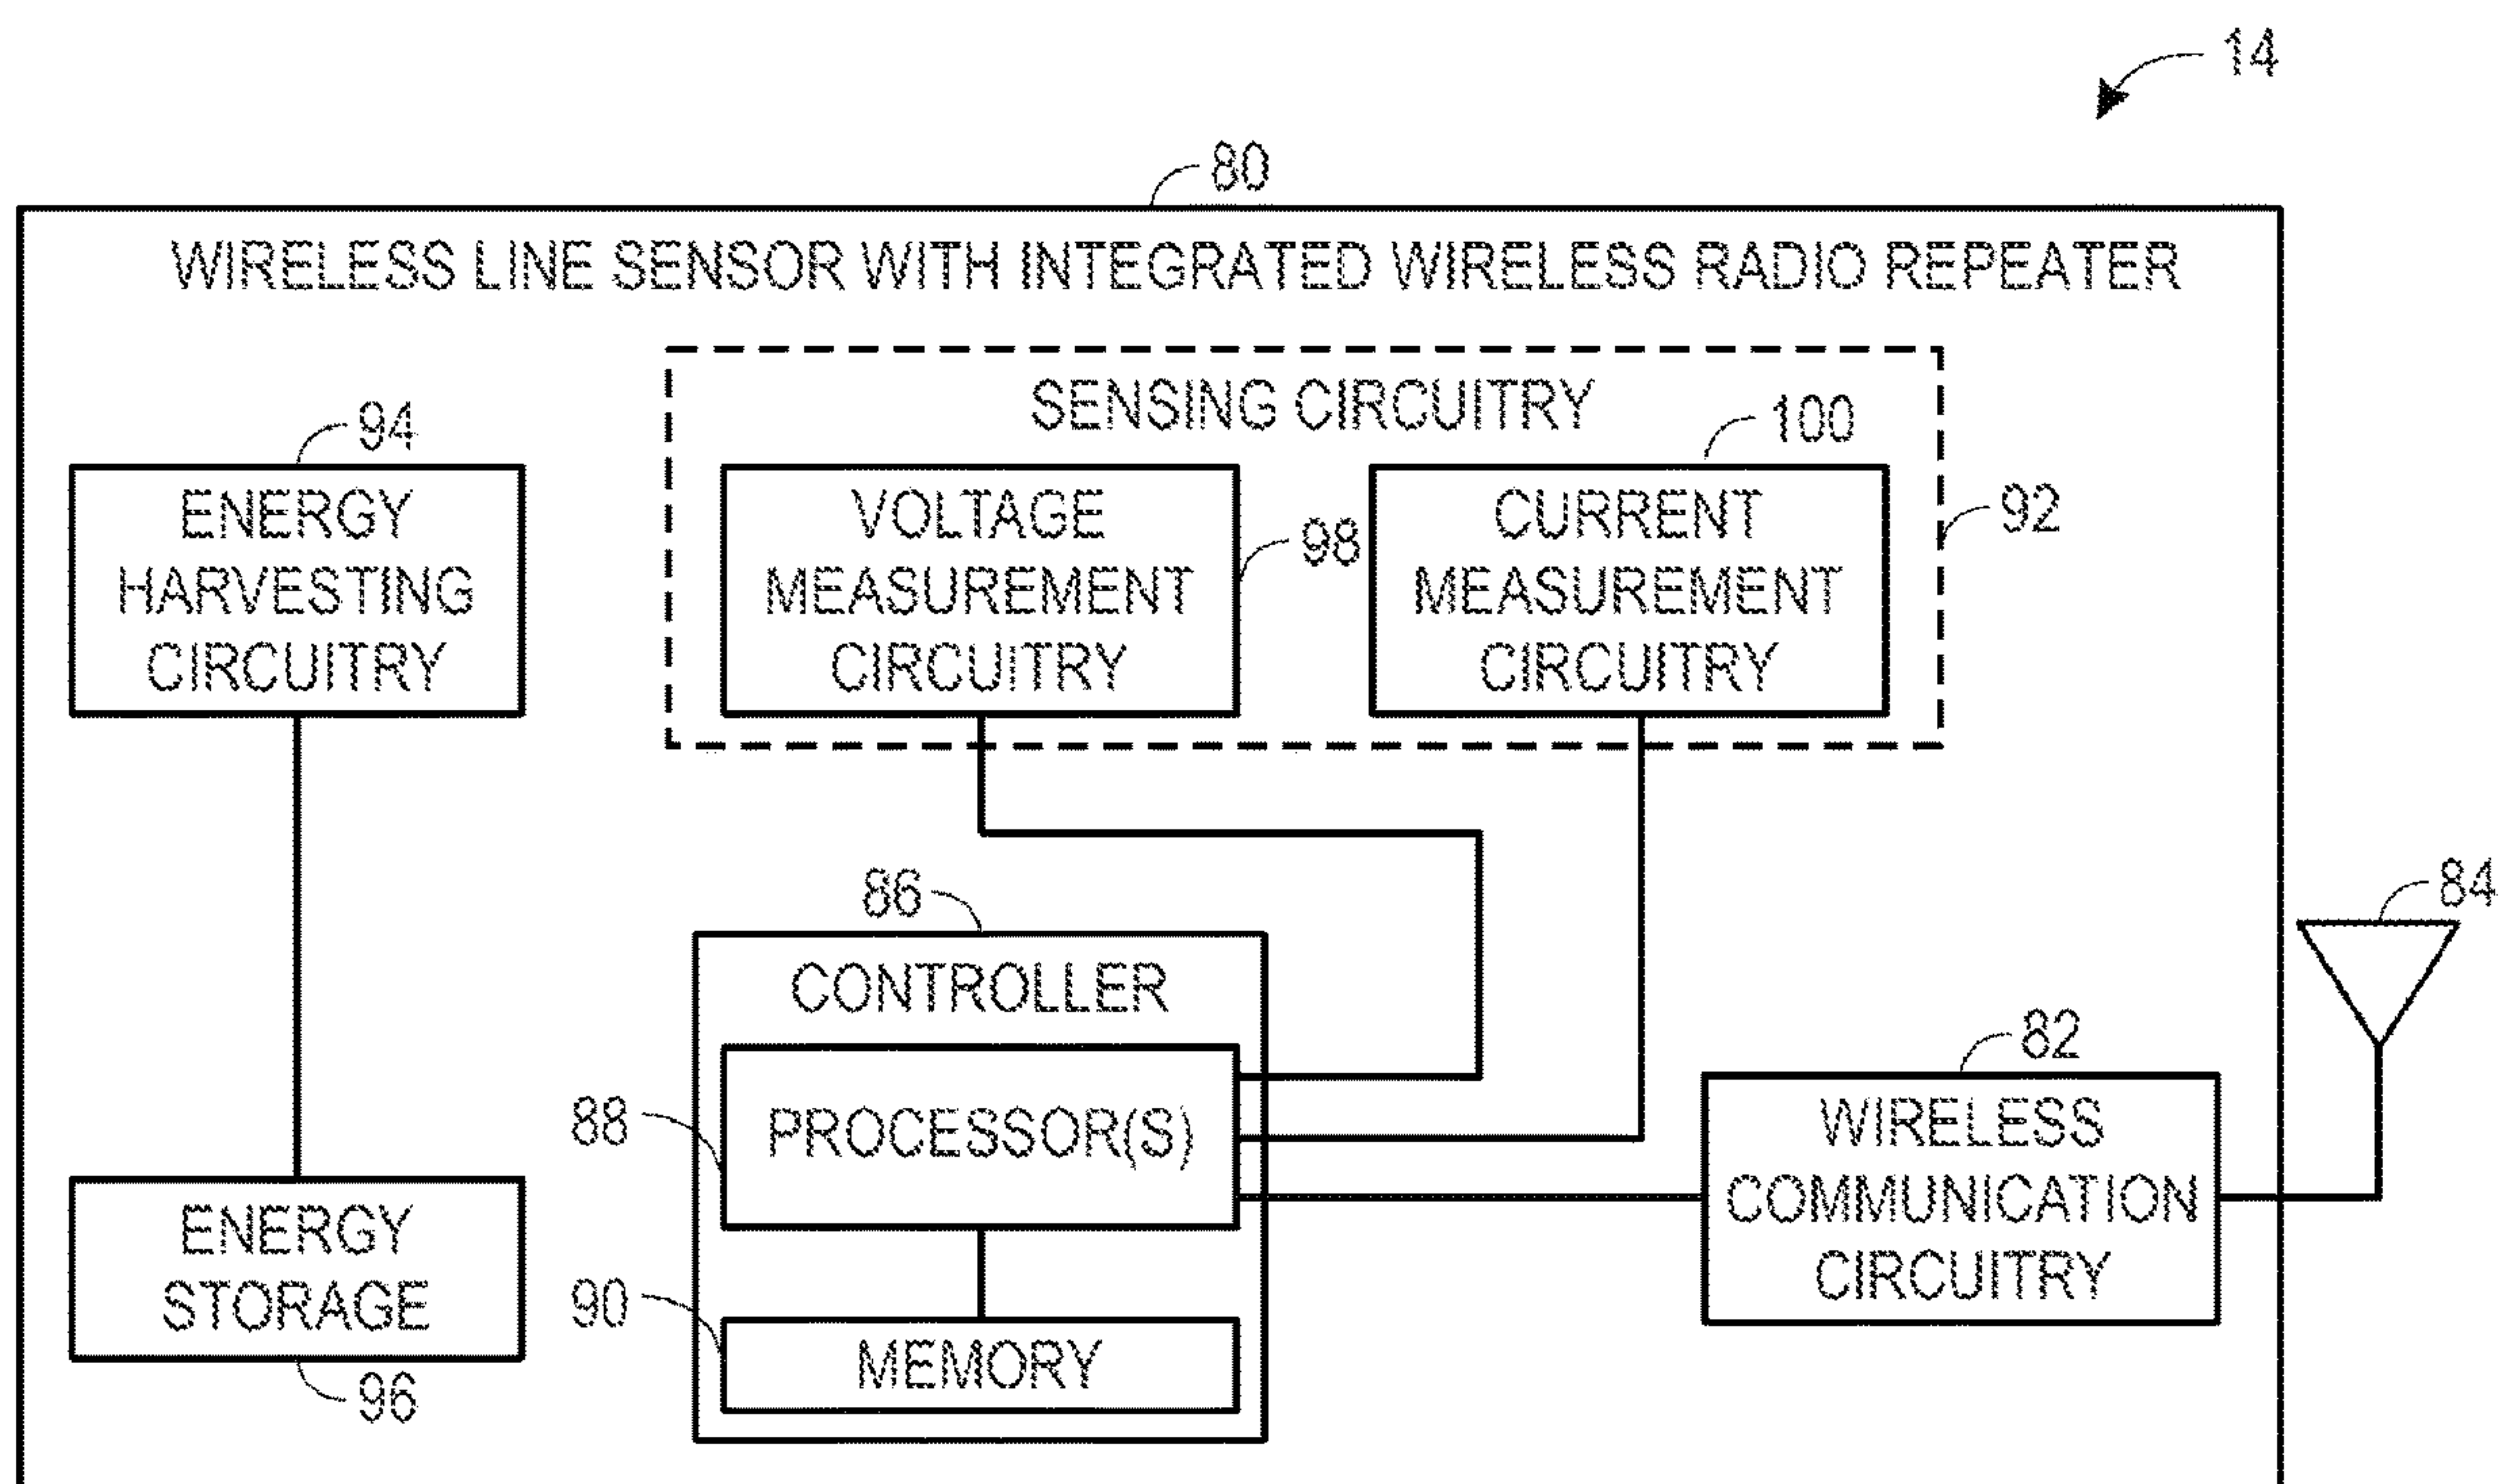 14
80
WIRELESS LINE SENSOR WITH INTEGRATED WIRELESS RADIO REPEATER
SENSING CIRCUITRY
94
100
ENERGY
HARVESTING
CIRCUITRY
VOLTAGE
MEASUREMENT
CIRCUITRY
98
CURRENT
MEASUREMENT
CIRCUITRY
92
86
84
CONTROLLER
82
88
PROCESSOR(S)
WIRELESS
COMMUNICATION
CIRCUITRY
ENERGY
STORAGE
90
MEMORY
96